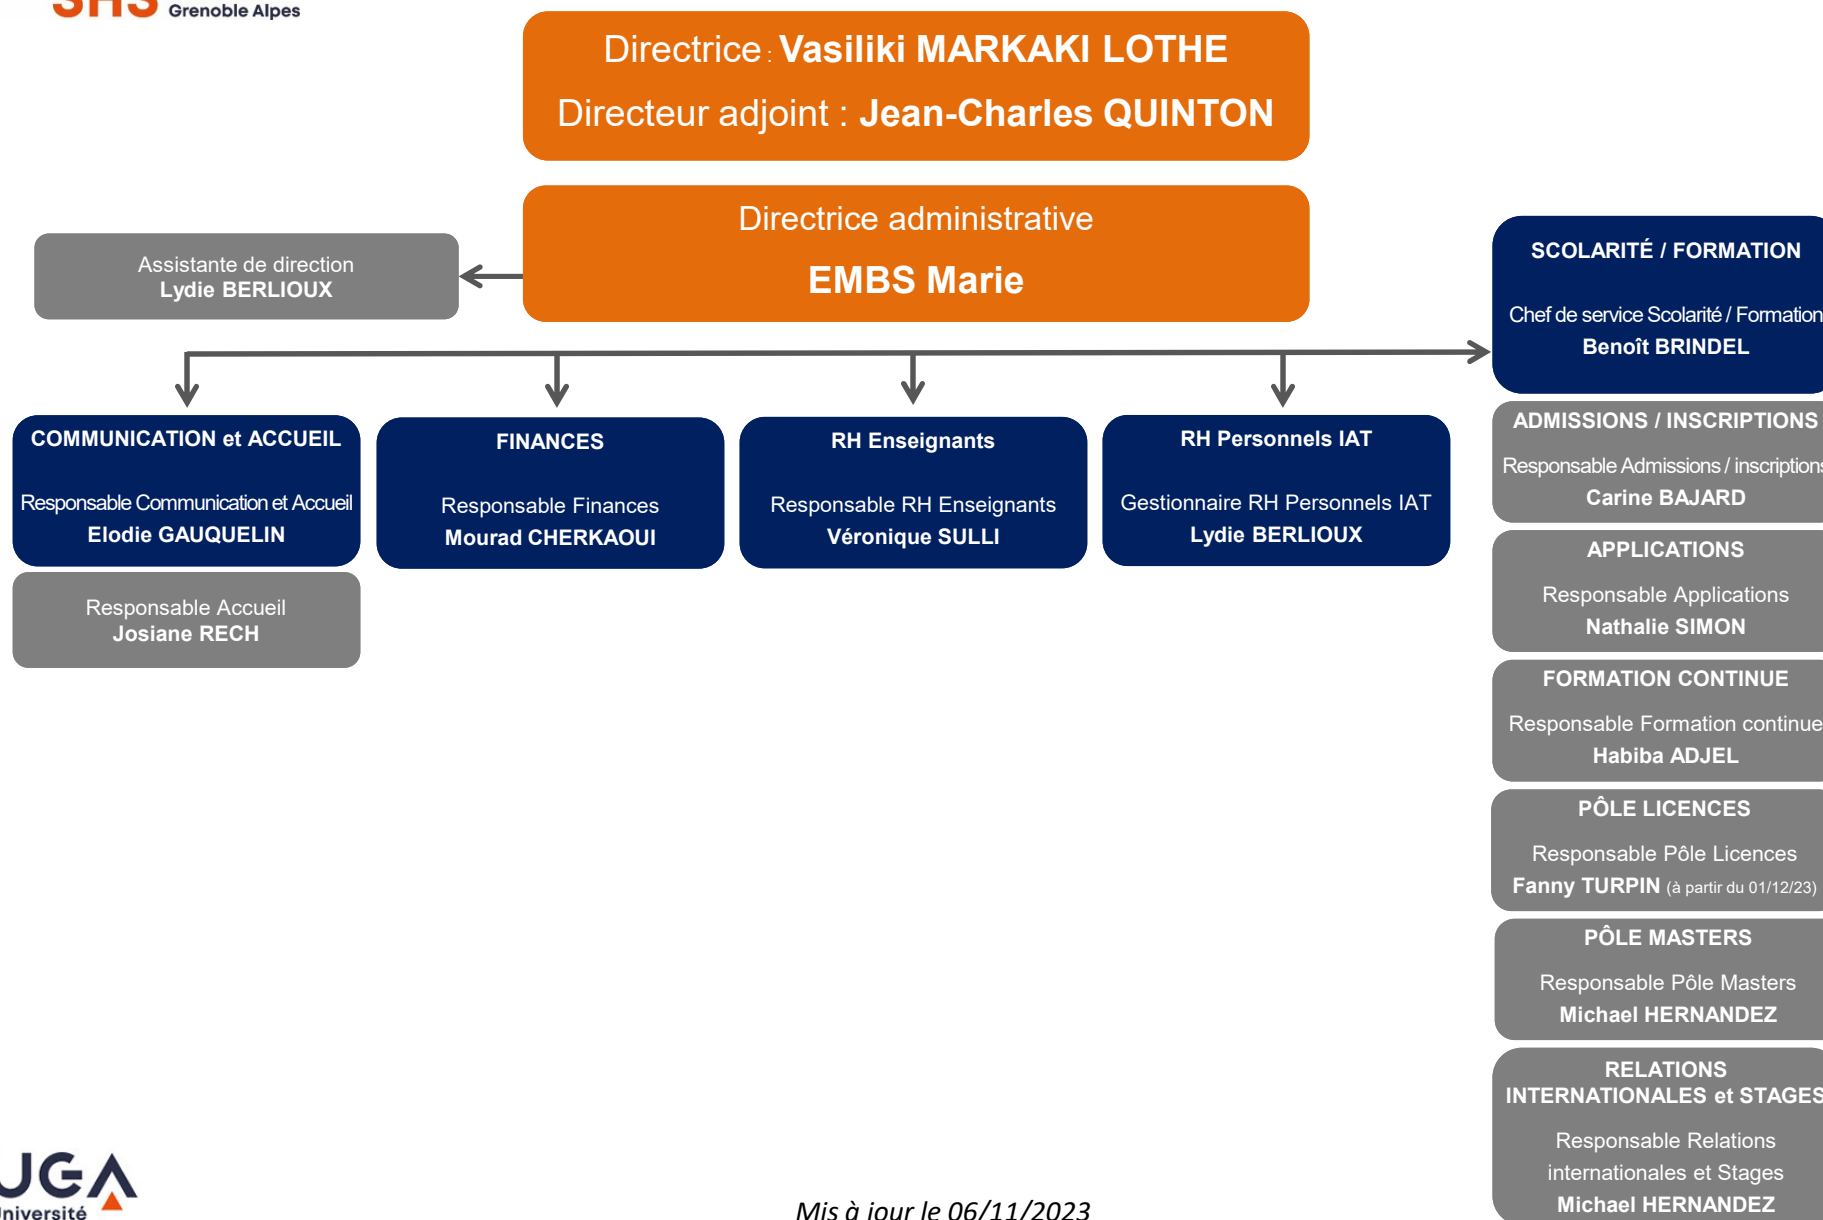 SHS Grenoble Alpes
Directrice : Vasiliki MARKAKI LOTHE
Directeur adjoint : Jean-Charles QUINTON
Directrice administrative
EMBS Marie
Assistante de direction
Lydie BERLIOUX
COMMUNICATION et ACCUEIL
Responsable Communication et Accueil
Elodie GAUQUELIN
Responsable Accueil
Josiane RECH
FINANCES
Responsable Finances
Mourad CHERKAOUI
RH Enseignants
Responsable RH Enseignants
Véronique SULLI
RH Personnels IAT
Gestionnaire RH Personnels IAT
Lydie BERLIOUX
SCOLARITÉ / FORMATION
Chef de service Scolarité / Formation
Benoît BRINDEL
ADMISSIONS / INSCRIPTIONS
Responsable Admissions / inscriptions
Carine BAJARD
APPLICATIONS
Responsable Applications
Nathalie SIMON
FORMATION CONTINUE
Responsable Formation continue
Habiba ADJEL
PÔLE LICENCES
Responsable Pôle Licences
Fanny TURPIN (à partir du 01/12/23)
PÔLE MASTERS
Responsable Pôle Masters
Michael HERNANDEZ
RELATIONS
INTERNATIONALES et STAGES
Responsable Relations
internationales et Stages
Michael HERNANDEZ
UGA
Université
Mis à jour le 06/11/2023